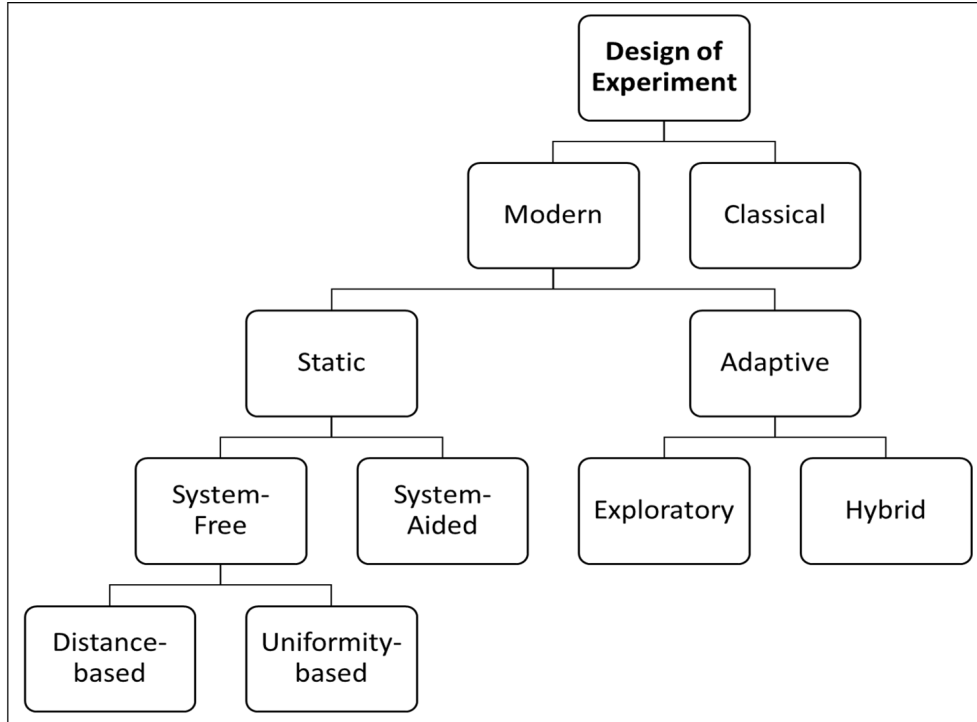 Design of
Experiment
Modern
Classical
Static
Adaptive
System-
Free
System-
Aided
Exploratory
Hybrid
Distance-
based
Uniformity-
based